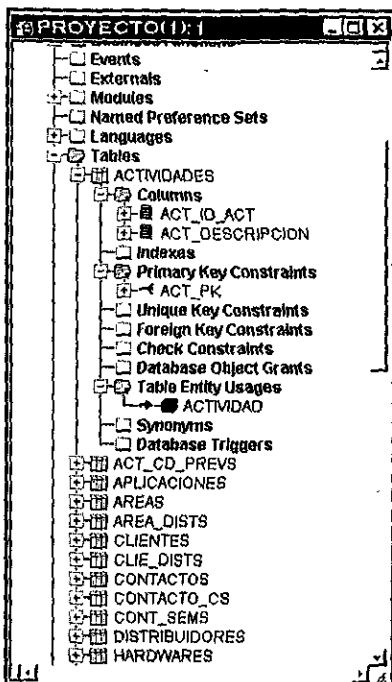 PROYECTO(1): 1
Events
Externals
Modules
Named Preference Sets
Languages
Tables
ACTIVIDADES
Columns
ACT_ID_ACT
ACT_DESCRIPCION
Indexes
Primary Key Constraints
ACT_PK
Unique Key Constraints
Foreign Key Constraints
Check Constraints
Database Object Grants
Table Entity Usages
ACTIVIDAD
Synonyms
Database Triggers
ACT_CD_PREVS
APLICACIONES
AREAS
AREA_DISTS
CLIENTES
CLIE_DISTS
CONTACTOS
CONTACTO_CS
CONT_SEMS
DISTRIBUIDORES
HARDWARES